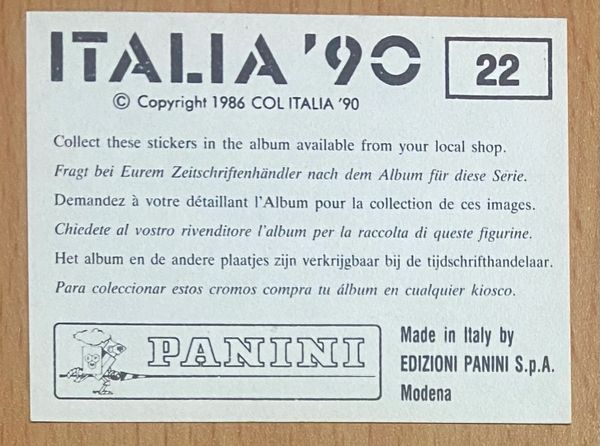 ITALIA '90
22
© Copyright 1986 COL ITALIA '90
Collect these stickers in the album available from your local shop.
Fragt bei Eurem Zeitschriftenhändler nach dem Album für diese Serie.
Demandez à votre détaillant l'Album pour la collection de ces images.
Chiedete al vostro rivenditore l'album per la raccolta di queste figurine.
Het album en de andere plaatjes zijn verkrijgbaar bij de tijdschrifthandelaar.
Para coleccionar estos cromos compra tu álbum en cualquier kiosco.
PANINI
Made in Italy by
EDIZIONI PANINI S.p.A.
Modena